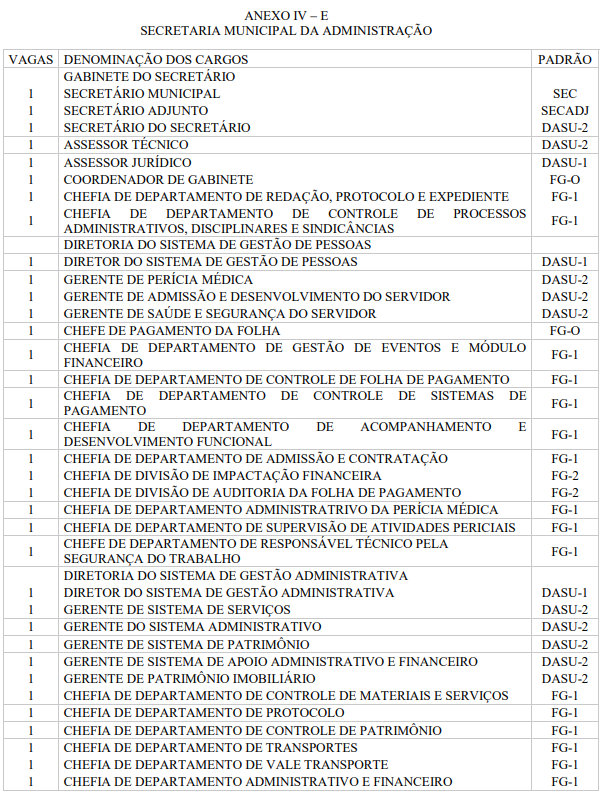 ANEXO IV – E
SECRETARIA MUNICIPAL DA ADMINISTRAÇÃO
VAGAS DENOMINAÇÃO DOS CARGOS PADRÃO
GABINETE DO SECRETÁRIO
1 SECRETÁRIO MUNICIPAL SEC
1 SECRETÁRIO ADJUNTO SECADJ
1 SECRETÁRIO DO SECRETÁRIO DASU-2
1 ASSESSOR TÉCNICO DASU-2
1 ASSESSOR JURÍDICO DASU-1
1 COORDENADOR DE GABINETE FG-O
1 CHEFIA DE DEPARTAMENTO DE REDAÇÃO, PROTOCOLO E EXPEDIENTE FG-1
1 CHEFIA DE DEPARTAMENTO DE CONTROLE DE PROCESSOS
ADMINISTRATIVOS, DISCIPLINARES E SINDICÂNCIAS FG-1
DIRETORIA DO SISTEMA DE GESTÃO DE PESSOAS
1 DIRETOR DO SISTEMA DE GESTÃO DE PESSOAS DASU-1
1 GERENTE DE PERÍCIA MÉDICA DASU-2
1 GERENTE DE ADMISSÃO E DESENVOLVIMENTO DO SERVIDOR DASU-2
1 GERENTE DE SAÚDE E SEGURANÇA DO SERVIDOR DASU-2
1 CHEFE DE PAGAMENTO DA FOLHA FG-O
1 CHEFIA DE DEPARTAMENTO DE GESTÃO DE EVENTOS E MÓDULO
FINANCEIRO FG-1
1 CHEFIA DE DEPARTAMENTO DE CONTROLE DE FOLHA DE PAGAMENTO FG-1
1 CHEFIA DE DEPARTAMENTO DE CONTROLE DE SISTEMAS DE
PAGAMENTO FG-1
1 CHEFIA DE DEPARTAMENTO DE ACOMPANHAMENTO E
DESENVOLVIMENTO FUNCIONAL FG-1
1 CHEFIA DE DEPARTAMENTO DE ADMISSÃO E CONTRATAÇÃO FG-1
1 CHEFIA DE DIVISÃO DE IMPACTAÇÃO FINANCEIRA FG-2
1 CHEFIA DE DIVISÃO DE AUDITORIA DA FOLHA DE PAGAMENTO FG-2
1 CHEFIA DE DEPARTAMENTO ADMINISTRATRIVO DA PERÍCIA MÉDICA FG-1
1 CHEFIA DE DEPARTAMENTO DE SUPERVISÃO DE ATIVIDADES PERICIAIS FG-1
1 CHEFE DE DEPARTAMENTO DE RESPONSÁVEL TÉCNICO PELA
SEGURANÇA DO TRABALHO FG-1
DIRETORIA DO SISTEMA DE GESTÃO ADMINISTRATIVA
1 DIRETOR DO SISTEMA DE GESTÃO ADMINISTRATIVA DASU-1
1 GERENTE DE SISTEMA DE SERVIÇOS DASU-2
1 GERENTE DO SISTEMA ADMINISTRATIVO DASU-2
1 GERENTE DE SISTEMA DE PATRIMÔNIO DASU-2
1 GERENTE DE SISTEMA DE APOIO ADMINISTRATIVO E FINANCEIRO DASU-2
1 GERENTE DE PATRIMÔNIO IMOBILIÁRIO DASU-2
1 CHEFIA DE DEPARTAMENTO DE CONTROLE DE MATERIAIS E SERVIÇOS FG-1
1 CHEFIA DE DEPARTAMENTO DE PROTOCOLO FG-1
1 CHEFIA DE DEPARTAMENTO DE CONTROLE DE PATRIMÔNIO FG-1
1 CHEFIA DE DEPARTAMENTO DE TRANSPORTES FG-1
1 CHEFIA DE DEPARTAMENTO DE VALE TRANSPORTE FG-1
1 CHEFIA DE DEPARTAMENTO ADMINISTRATIVO E FINANCEIRO FG-1